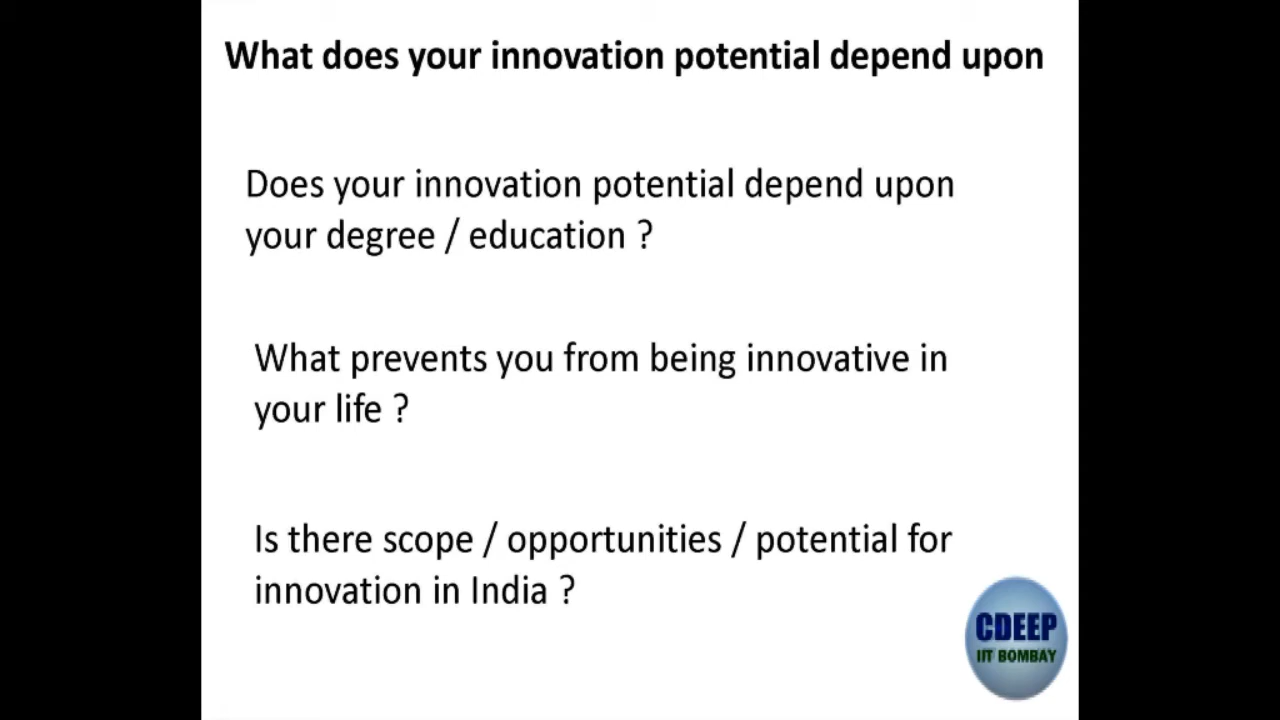 What does your innovation potential depend upon
Does your innovation potential depend upon
your degree / education ?
What prevents you from being innovative in
your life ?
Is there scope / opportunities / potential for
innovation in India ?
CDEEP
IIT BOMBAY